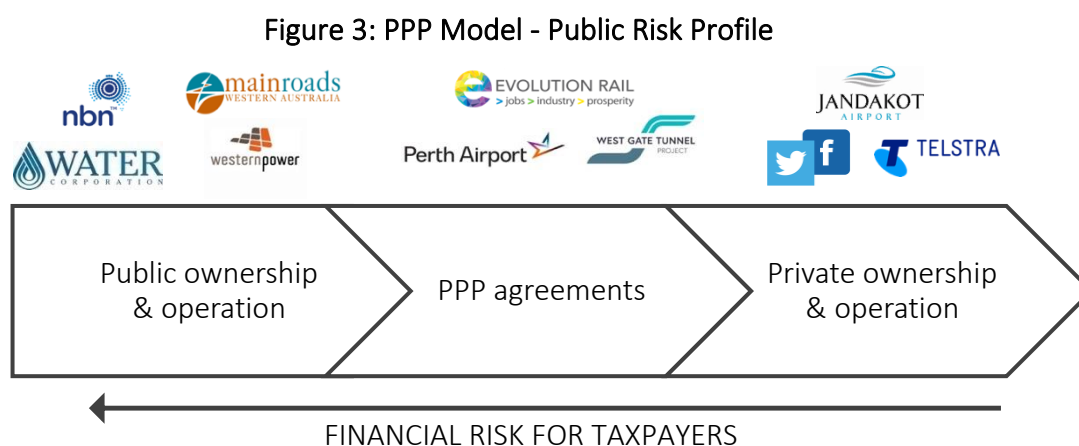 Figure 3: PPP Model - Public Risk Profile
nbn™
mainroads
WESTERN AUSTRALIA
WATER
CORPORATION
westernpower
EVOLUTION RAIL
> jobs > industry > prosperity
Perth Airport
WEST GATE TUNNEL
PROJECT
JANDAKOT
AIRPORT
f
T TELSTRA
Public ownership
& operation
PPP agreements
Private ownership
& operation
FINANCIAL RISK FOR TAXPAYERS